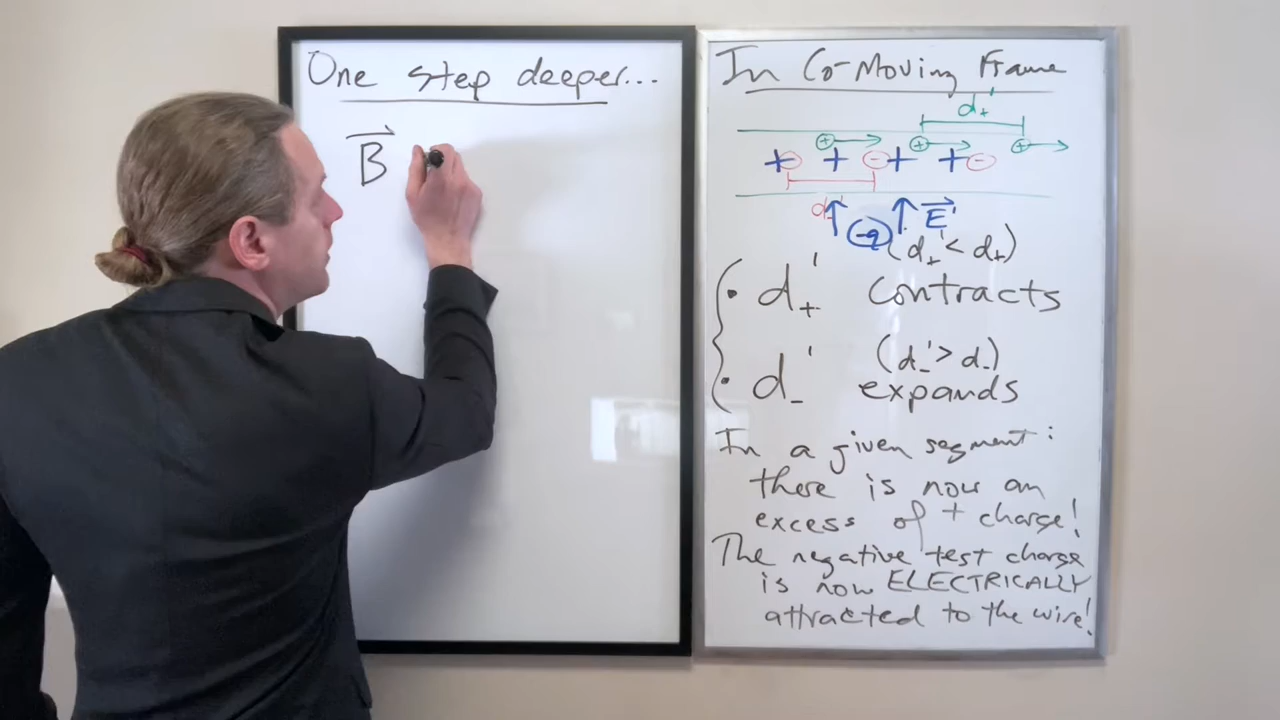 One step deeper...
B
In Co-Moving Frame
d₊'
+ + + +
- - -
+ + +
d₋'
-q
E'
(d₊' < d₊)
• d₊' contracts
(d₋' > d₋)
• d₋' expands
In a given segment:
there is now an
excess of + charge!
The negative test charge
is now ELECTRICALLY
attracted to the wire!